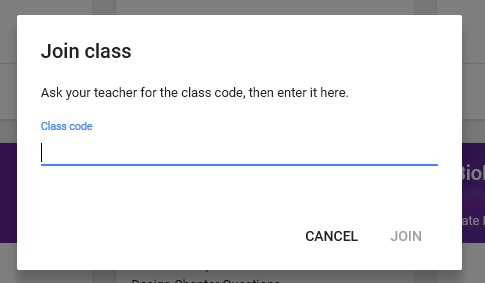 Join class
Ask your teacher for the class code, then enter it here.
Class code
CANCEL
JOIN